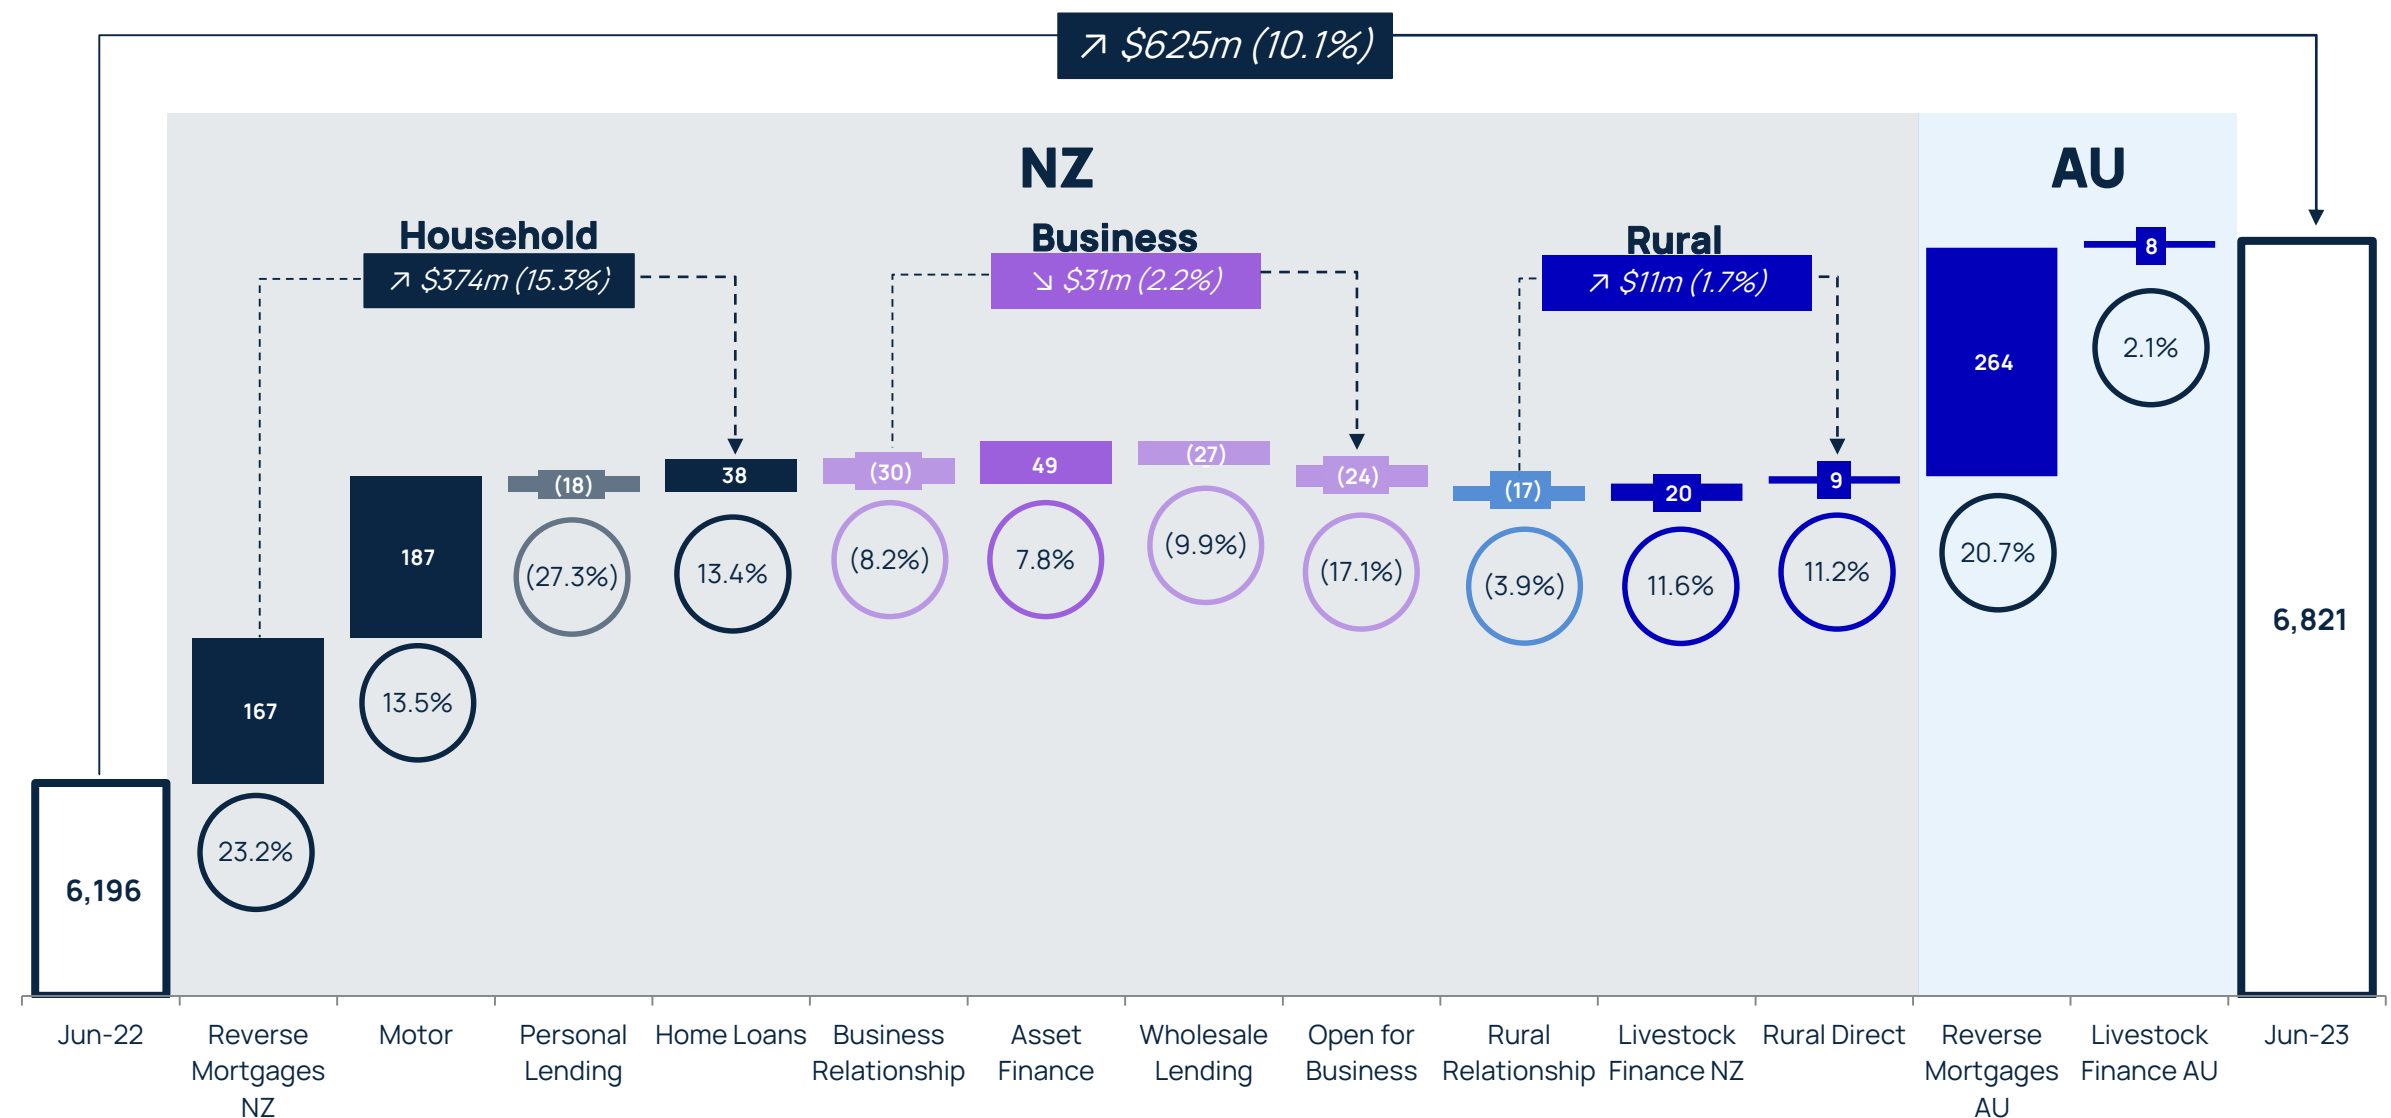 ↗ $625m (10.1%)
NZ
AU
Household
↗ $374m (15.3%)
Business
↘ $31m (2.2%)
Rural
↗ $11m (1.7%)
6,196
167
23.2%
187
13.5%
(18)
(27.3%)
38
13.4%
(30)
(8.2%)
49
7.8%
(27)
(9.9%)
(24)
(17.1%)
(17)
(3.9%)
20
11.6%
9
11.2%
264
20.7%
8
2.1%
6,821
Jun-22
Reverse
Mortgages
NZ
Motor
Personal
Lending
Home Loans
Business
Relationship
Asset
Finance
Wholesale
Lending
Open for
Business
Rural
Relationship
Livestock
Finance NZ
Rural Direct
Reverse
Mortgages
AU
Livestock
Finance AU
Jun-23